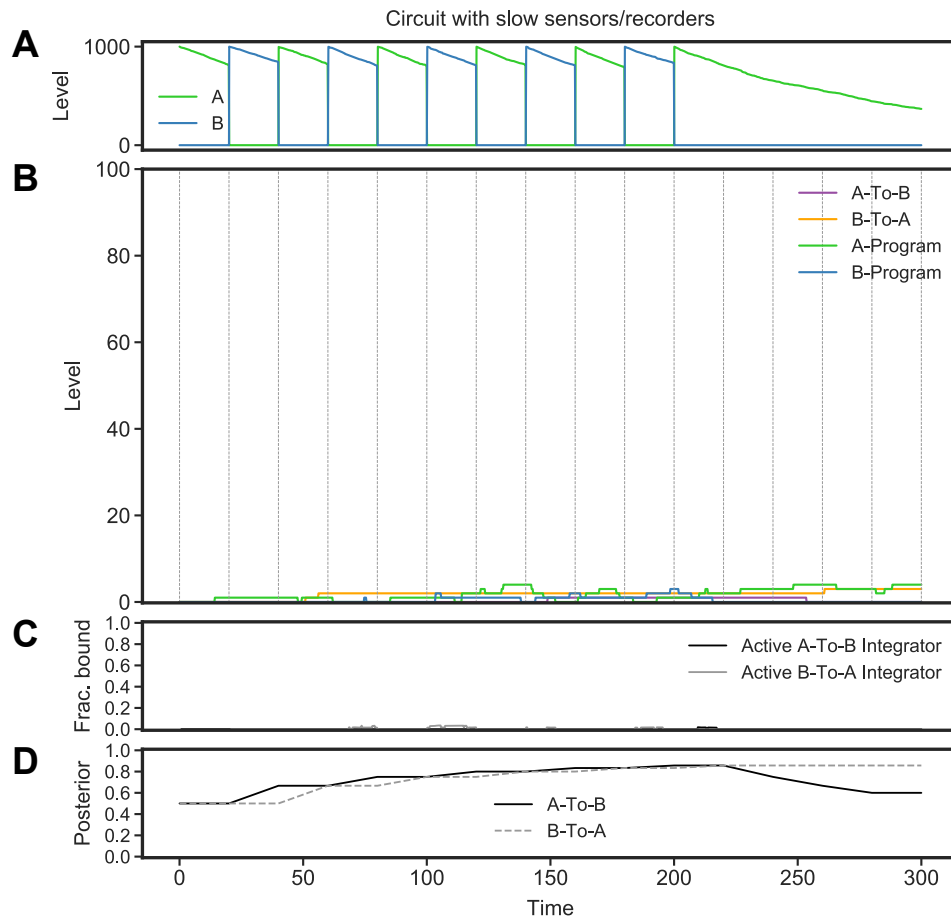 Circuit with slow sensors/recorders
A
1000
0
Level
A
B
B
100
80
60
40
20
0
Level
A-To-B
B-To-A
A-Program
B-Program
C
1.0
0.8
0.6
0.4
0.2
0.0
Frac. bound
Active A-To-B Integrator
Active B-To-A Integrator
D
1.0
0.8
0.6
0.4
0.2
0.0
Posterior
A-To-B
B-To-A
0 50 100 150 200 250 300
Time